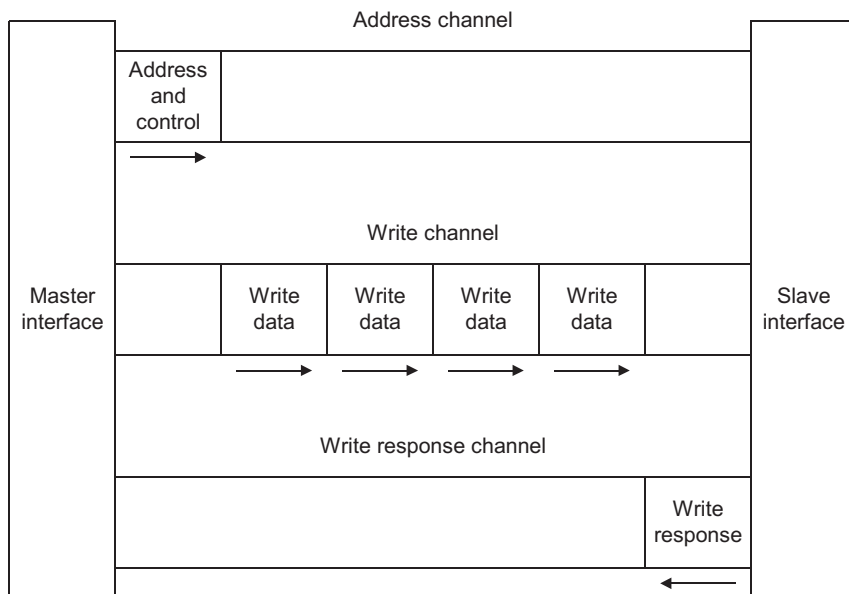 Address channel
Address
and
control
Write channel
Master
interface
Write
data
Write
data
Write
data
Write
data
Slave
interface
Write response channel
Write
response